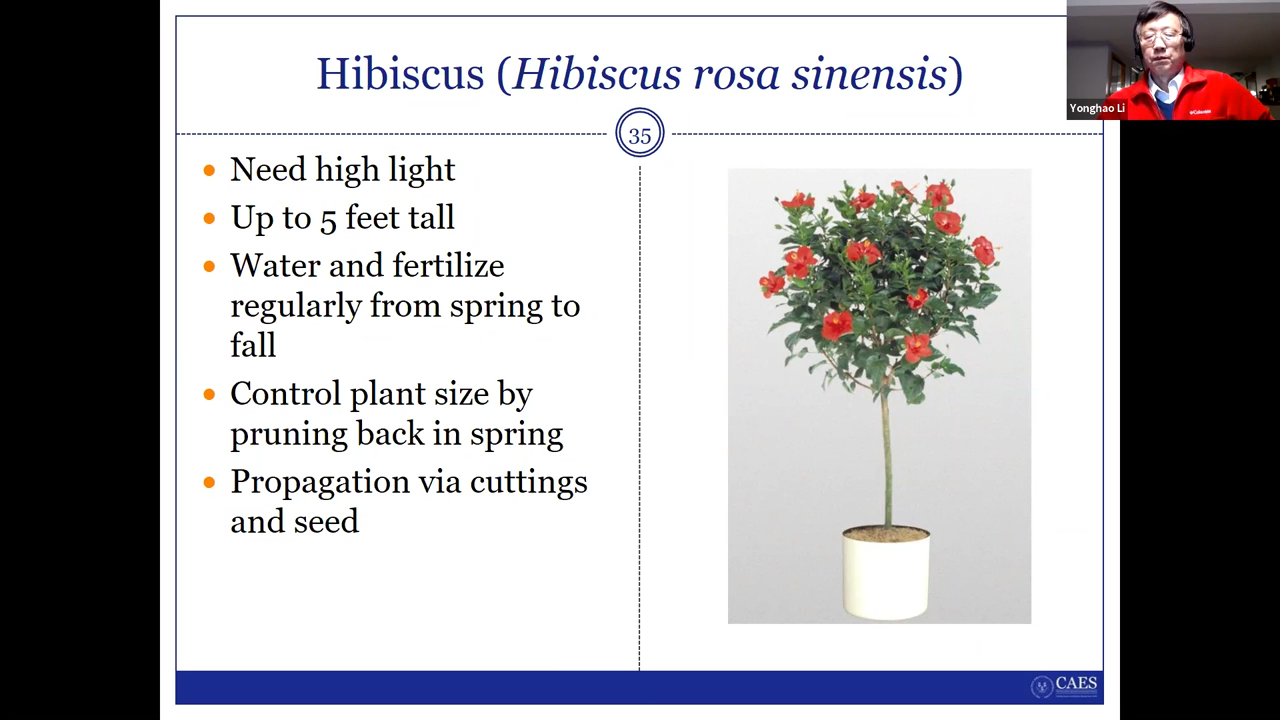 Hibiscus (Hibiscus rosa sinensis)
35
Need high light
Up to 5 feet tall
Water and fertilize
regularly from spring to
fall
Control plant size by
pruning back in spring
Propagation via cuttings
and seed
Yonghao Li
Columbia
CAES